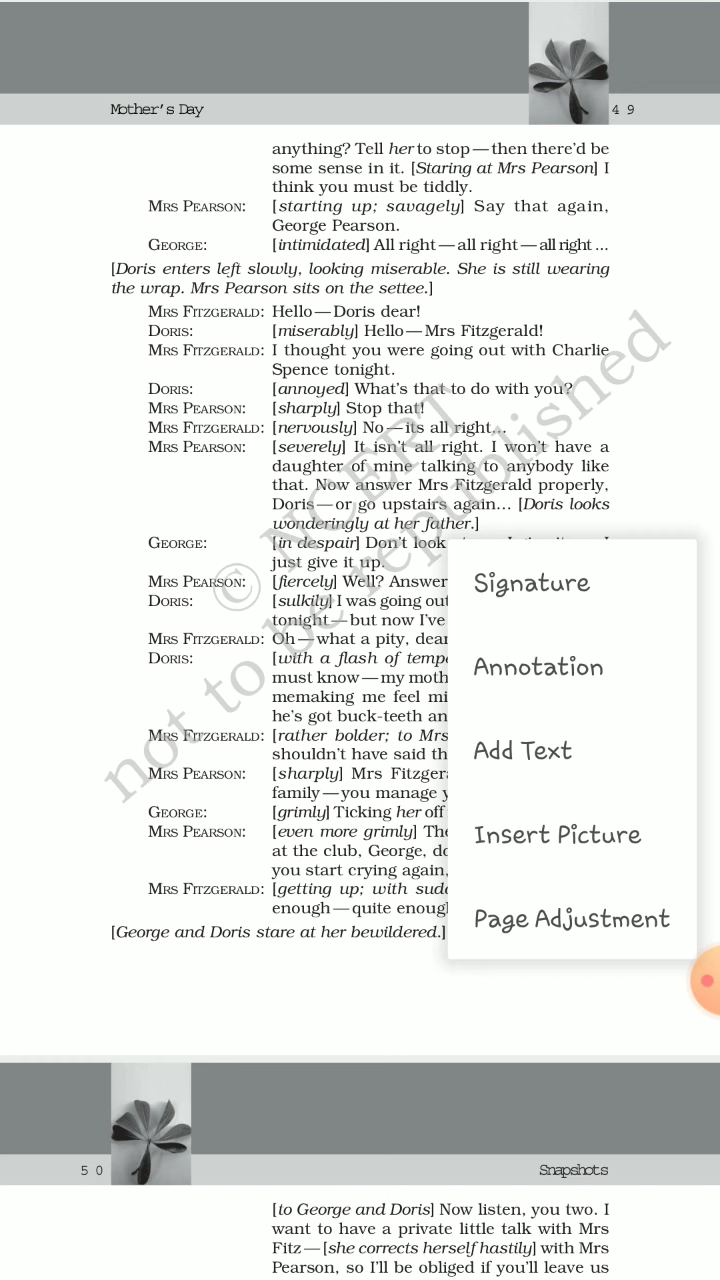 Mother's Day
4 9
anything? Tell her to stop — then there'd be
some sense in it. [Staring at Mrs Pearson] I
think you must be tiddly.
MRS PEARSON: [starting up; savagely] Say that again,
George Pearson.
GEORGE: [intimidated] All right — all right — all right ...
[Doris enters left slowly, looking miserable. She is still wearing
the wrap. Mrs Pearson sits on the settee.]
MRS FITZGERALD: Hello — Doris dear!
DORIS: [miserably] Hello — Mrs Fitzgerald!
MRS FITZGERALD: I thought you were going out with Charlie
Spence tonight.
DORIS: [annoyed] What's that to do with you?
MRS PEARSON: [sharply] Stop that!
MRS FITZGERALD: [nervously] No — its all right...
MRS PEARSON: [severely] It isn't all right. I won't have a
daughter of mine talking to anybody like
that. Now answer Mrs Fitzgerald properly,
Doris — or go upstairs again... [Doris looks
wonderingly at her father.]
GEORGE: [in despair] Don't look
just give it up.
MRS PEARSON: [fiercely] Well? Answer
DORIS: [sulkily] I was going out
tonight — but now I've
MRS FITZGERALD: Oh — what a pity, dear
DORIS: [with a flash of
must know — my
memaking me feel
he's got buck-teeth
MRS FITZGERALD: [rather bolder; to Mrs
shouldn't have said
MRS PEARSON: [sharply] Mrs
family — you manage
GEORGE: [grimly] Ticking her off
MRS PEARSON: [even more grimly]
at the club, George,
you start crying again,
MRS FITZGERALD: [getting up; with
enough — quite
[George and Doris stare at her bewildered.]
© NCERT
not to be republished
Signature
Annotation
Add Text
Insert Picture
Page Adjustment
5 0
Snapshots
[to George and Doris] Now listen, you two. I
want to have a private little talk with Mrs
Fitz — [she corrects herself hastily] with Mrs
Pearson, so I'll be obliged if you'll leave us